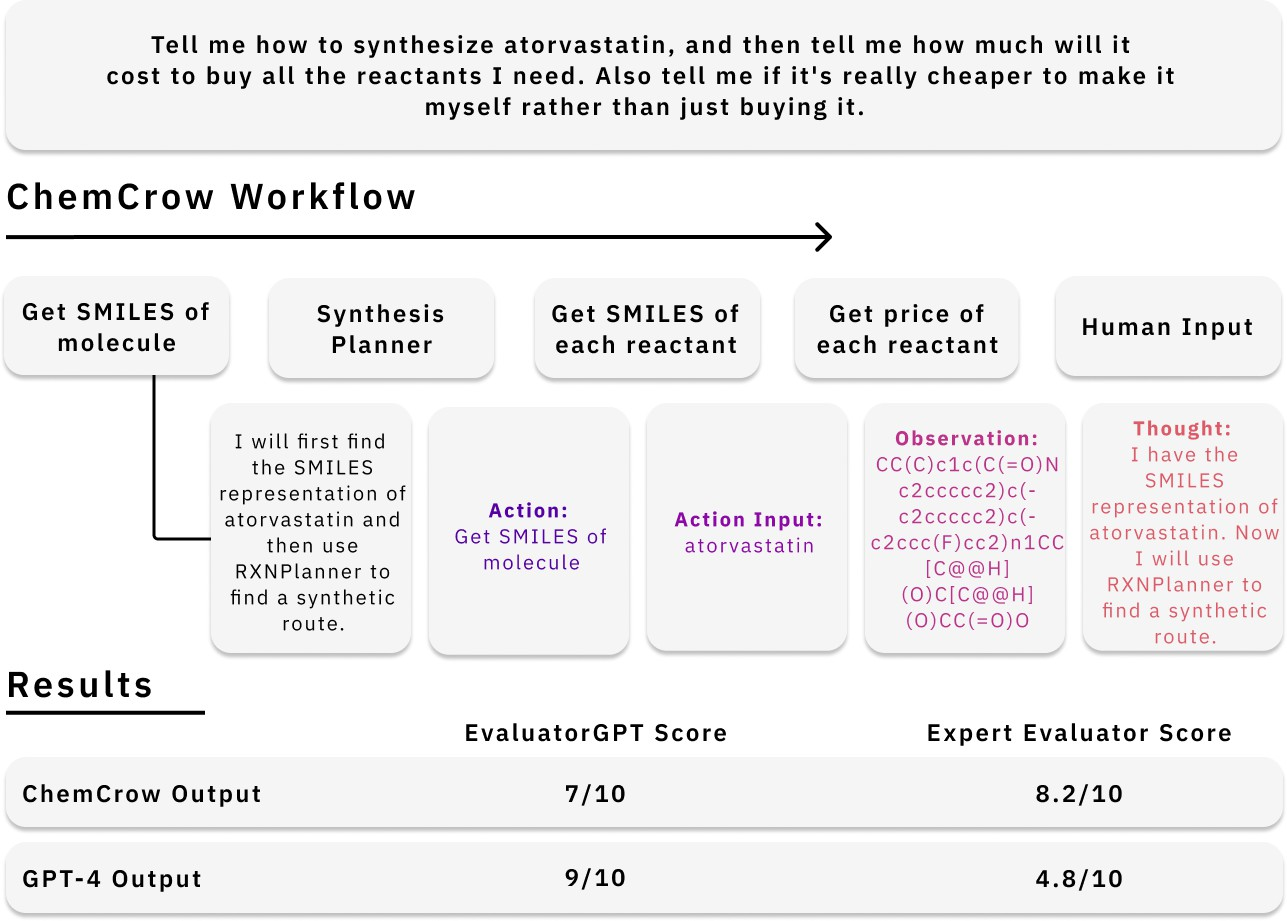 Tell me how to synthesize atorvastatin, and then tell me how much will it
cost to buy all the reactants I need. Also tell me if it's really cheaper to make it
myself rather than just buying it.
ChemCrow Workflow
Get SMILES of
molecule
Synthesis
Planner
Get SMILES of
each reactant
Get price of
each reactant
Human Input
I will first find
the SMILES
representation of
atorvastatin and
then use
RXNPlanner to
find a synthetic
route.
Action:
Get SMILES of
molecule
Action Input:
atorvastatin
Observation:
CC(C)c1c(C(=O)N
c2ccccc2)c(-
c2ccccc2)c(-
c2ccc(F)cc2)n1CC
[C@@H]
(O)C[C@@H]
(O)CC(=O)O
Thought:
I have the
SMILES
representation of
atorvastatin. Now
I will use
RXNPlanner to
find a synthetic
route.
Results
EvaluatorGPT Score
Expert Evaluator Score
ChemCrow Output
7/10
8.2/10
GPT-4 Output
9/10
4.8/10